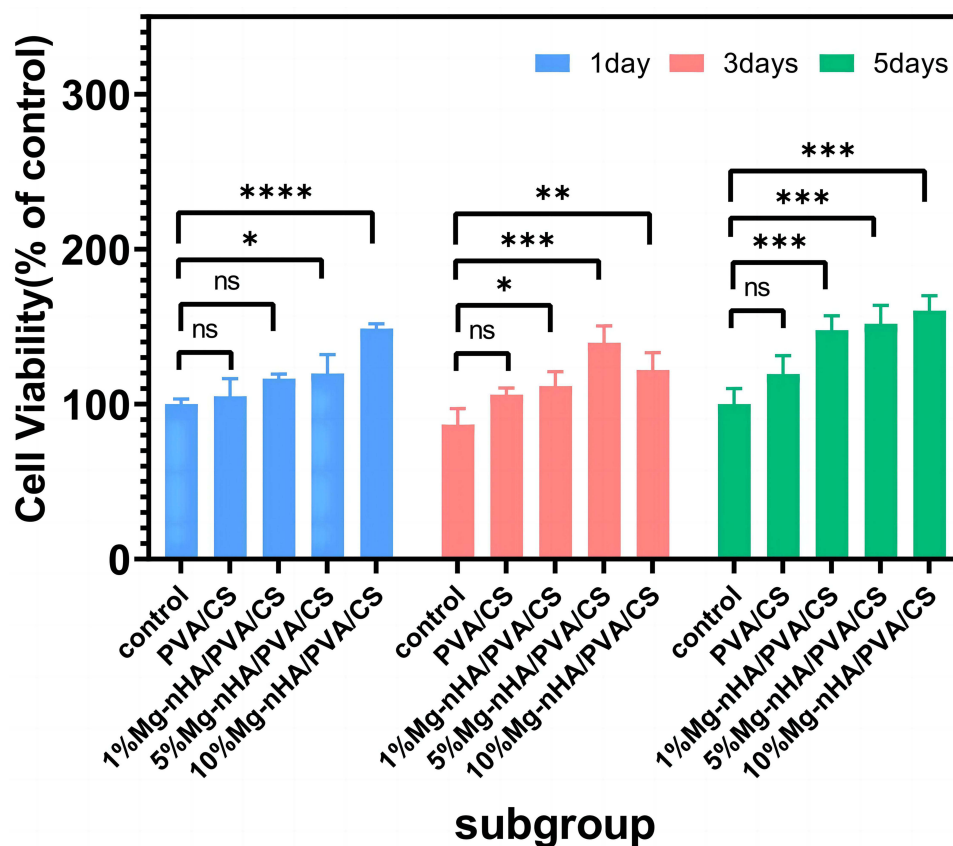 Cell Viability(% of control)
1day 3days 5days
300
200
100
0
ns
ns
*
****
ns
*
***
**
ns
***
***
***
control
PVA/CS
1%Mg-nHA/PVA/CS
5%Mg-nHA/PVA/CS
10%Mg-nHA/PVA/CS
control
PVA/CS
1%Mg-nHA/PVA/CS
5%Mg-nHA/PVA/CS
10%Mg-nHA/PVA/CS
control
PVA/CS
1%Mg-nHA/PVA/CS
5%Mg-nHA/PVA/CS
10%Mg-nHA/PVA/CS
subgroup